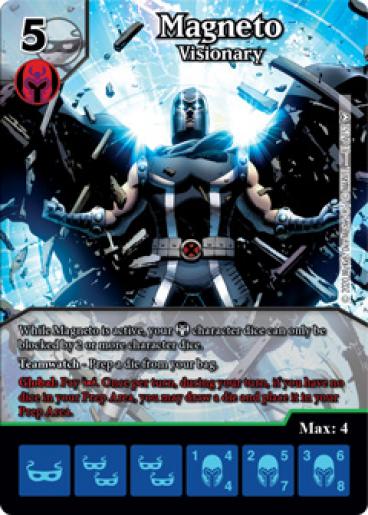 5
Magneto
Visionary
While Magneto is active, your character dice can only be
blocked by 2 or more character dice.
Teamwatch - Prep a die from your bag.
Global: Pay. Once per turn, during your turn, if you have no
dice in your Prep Area, you may draw a die and place it in your
Prep Area.
Max: 4
1 4 4
2 5 7
3 6 8